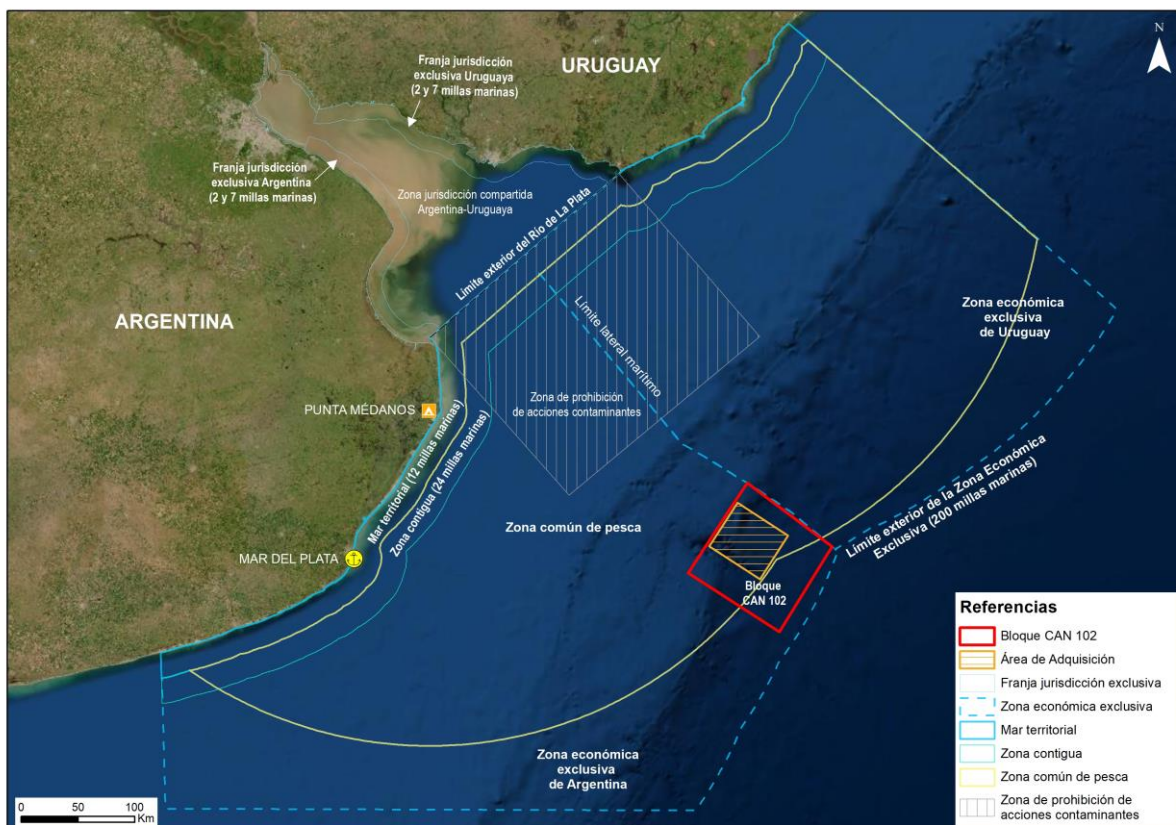 N
URUGUAY
Franja jurisdicción
exclusiva Uruguaya
(2 y 7 millas marinas)
Franja jurisdicción
exclusiva Argentina
(2 y 7 millas marinas)
Zona jurisdicción compartida
Argentina-Uruguaya
Límite exterior del Río de La Plata
ARGENTINA
Límite lateral marítimo
Zona económica
exclusiva
de Uruguay
PUNTA MÉDANOS
Zona de prohibición
de acciones contaminantes
Mar territorial (12 millas marinas)
Zona contigua (24 millas marinas)
Zona común de pesca
Límite exterior de la Zona Económica
Exclusiva (200 millas marinas)
MAR DEL PLATA
Bloque
CAN 102
Zona económica
exclusiva
de Argentina
0 50 100
Km
Referencias
Bloque CAN 102
Área de Adquisición
Franja jurisdicción exclusiva
Zona económica exclusiva
Mar territorial
Zona contigua
Zona común de pesca
Zona de prohibición de
acciones contaminantes